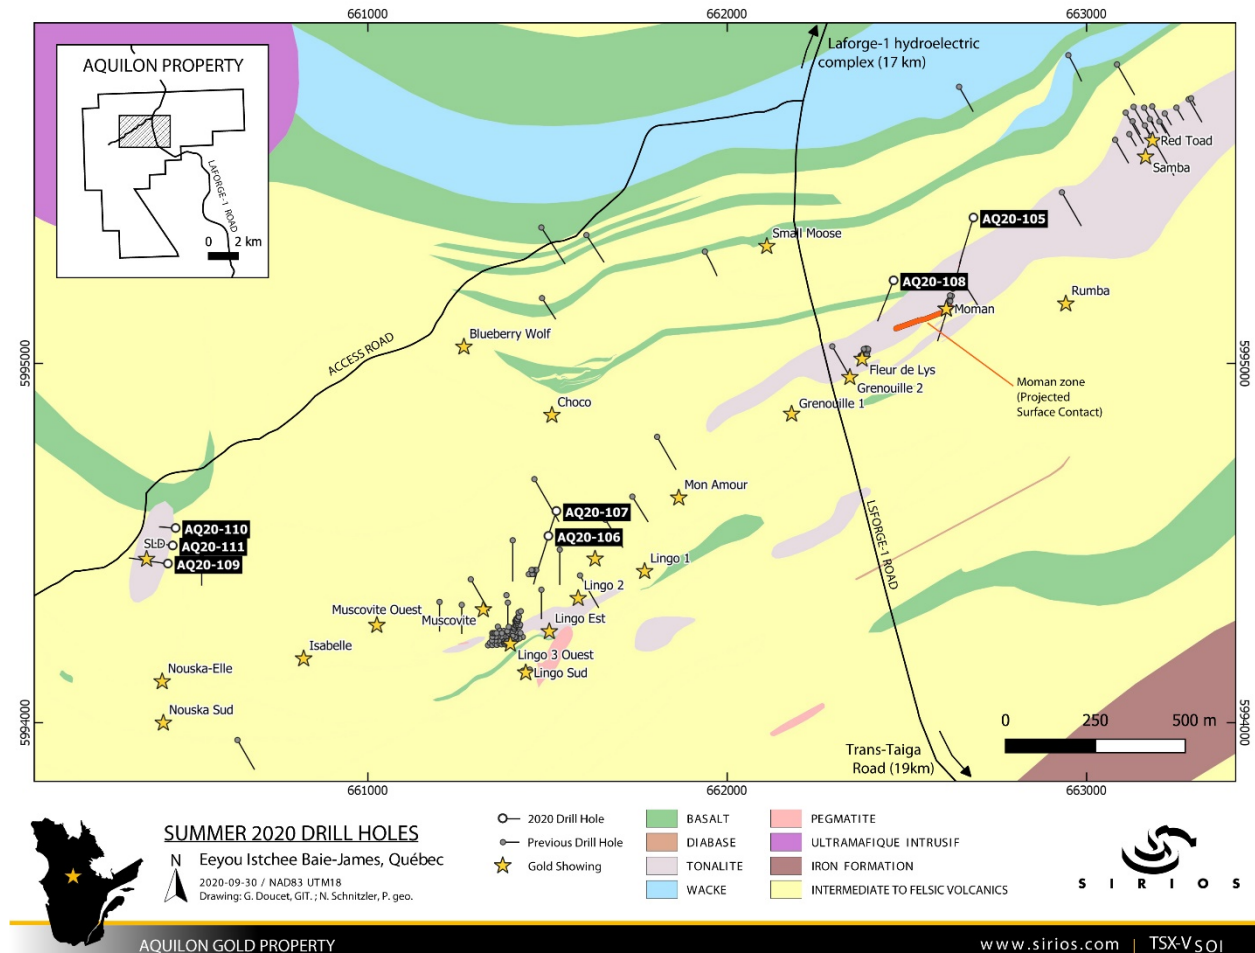 661000
662000
663000
AQUILON PROPERTY
LAFORGE-1 ROAD
0 2 km
Laforge-1 hydroelectric
complex (17 km)
Red Toad
Samba
AQ20-105
Small Moose
AQ20-108
Rumba
Moman
Blueberry Wolf
ACCESS ROAD
5995000
5995000
Fleur de Lys
Grenouille 2
Moman zone
(Projected
Surface Contact)
Choco
Grenouille 1
Mon Amour
AQ20-107
AQ20-110
AQ20-106
SLD
AQ20-111
AQ20-109
LSFORGE-1 ROAD
Lingo 1
Lingo 2
Muscovite Ouest
Muscovite
Lingo Est
Isabelle
Lingo 3 Ouest
Nouska-Elle
Lingo Sud
Nouska Sud
5994000
5994000
0 250 500 m
Trans-Taiga
Road (19km)
661000
662000
663000
SUMMER 2020 DRILL HOLES
N
Eeyou Istchee Baie-James, Québec
2020-09-30 / NAD83 UTM18
Drawing: G. Doucet, GIT. ; N. Schnitzler, P. geo.
2020 Drill Hole
Previous Drill Hole
Gold Showing
BASALT
DIABASE
TONALITE
WACKE
PEGMATITE
ULTRAMAFIQUE INTRUSIF
IRON FORMATION
INTERMEDIATE TO FELSIC VOLCANICS
SIRIOS
AQUILON GOLD PROPERTY
www.sirios.com | TSX-V SOI